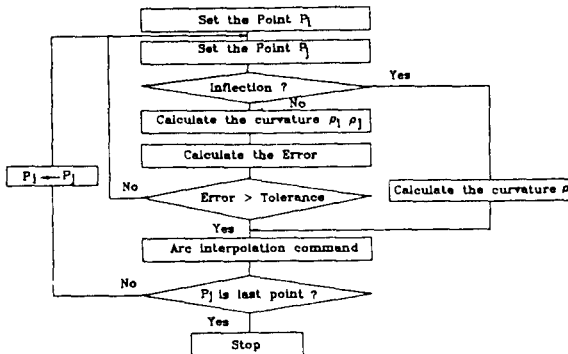 Set the Point Pi
Set the Point Pj
Inflection ?
Yes
No
Calculate the curvature ρi ρj
Calculate the Error
Pi ← Pj
No
Error > Tolerance
Calculate the curvature ρ
Yes
Arc interpolation command
No
Pj is last point ?
Yes
Stop